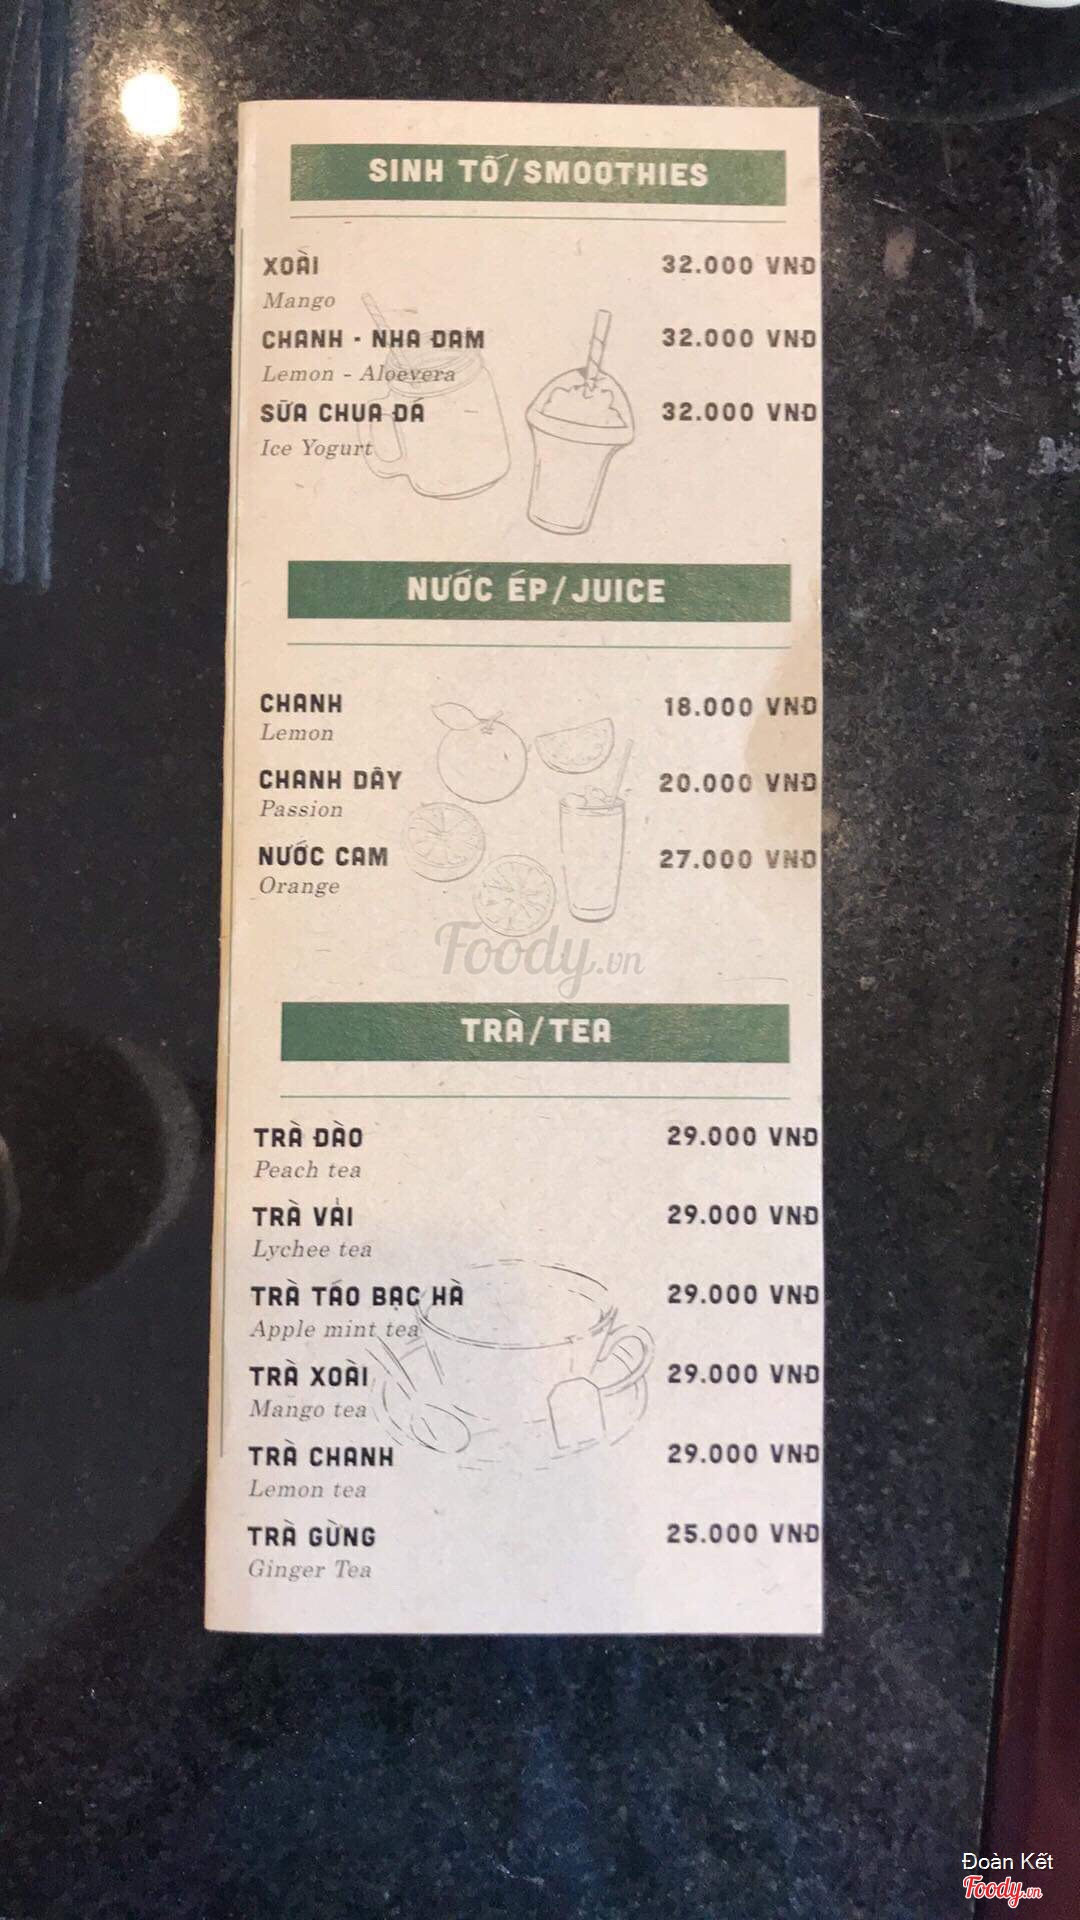 SINH TỐ/SMOOTHIES
XOÀI 32.000 VNĐ
Mango
CHANH - NHA ĐAM 32.000 VNĐ
Lemon - Aloevera
SỮA CHUA ĐÁ 32.000 VNĐ
Ice Yogurt
NƯỚC ÉP/JUICE
CHANH 18.000 VNĐ
Lemon
CHANH DÂY 20.000 VNĐ
Passion
NƯỚC CAM 27.000 VNĐ
Orange
Foody.vn
TRÀ/TEA
TRÀ ĐÀO 29.000 VNĐ
Peach tea
TRÀ VẢI 29.000 VNĐ
Lychee tea
TRÀ TÁO BẠC HÀ 29.000 VNĐ
Apple mint tea
TRÀ XOÀI 29.000 VNĐ
Mango tea
TRÀ CHANH 29.000 VNĐ
Lemon tea
TRÀ GỪNG 25.000 VNĐ
Ginger Tea
Đoàn Kết
Foody.vn